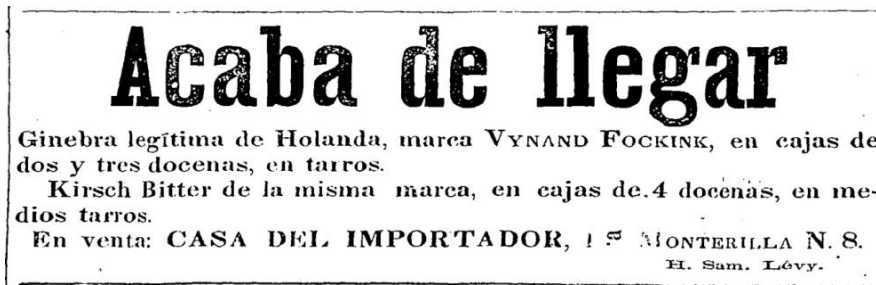 Acaba de llegar
Ginebra legítima de Holanda, marca VYNAND FOCKINK, en cajas de
dos y tres docenas, en tarros.
Kirsch Bitter de la misma marca, en cajas de 4 docenas, en me-
dios tarros.
En venta: CASA DEL IMPORTADOR, 1ª MONTERILLA N. 8.
H. Sam. Lévy.